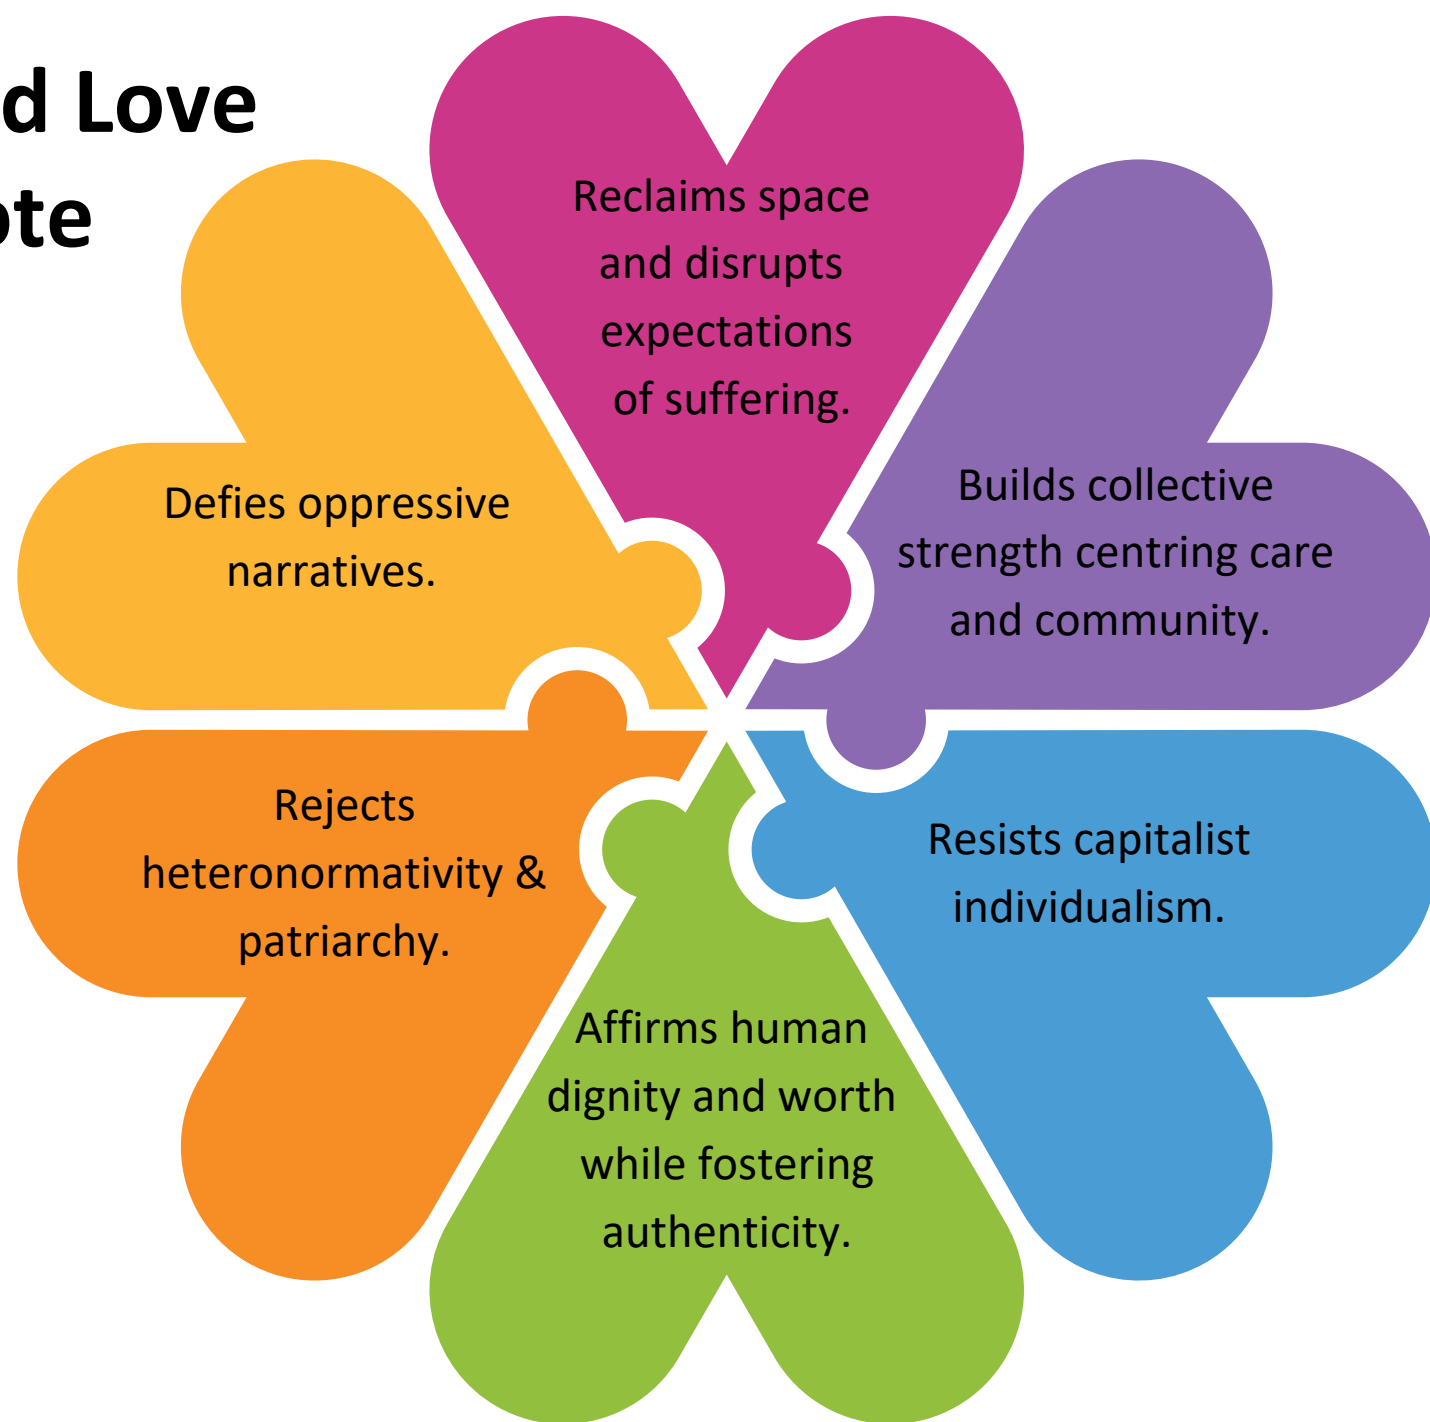 d Love
ote
Reclaims space
and disrupts
expectations
of suffering.
Builds collective
strength centring care
and community.
Resists capitalist
individualism.
Affirms human
dignity and worth
while fostering
authenticity.
Rejects
heteronormativity &
patriarchy.
Defies oppressive
narratives.